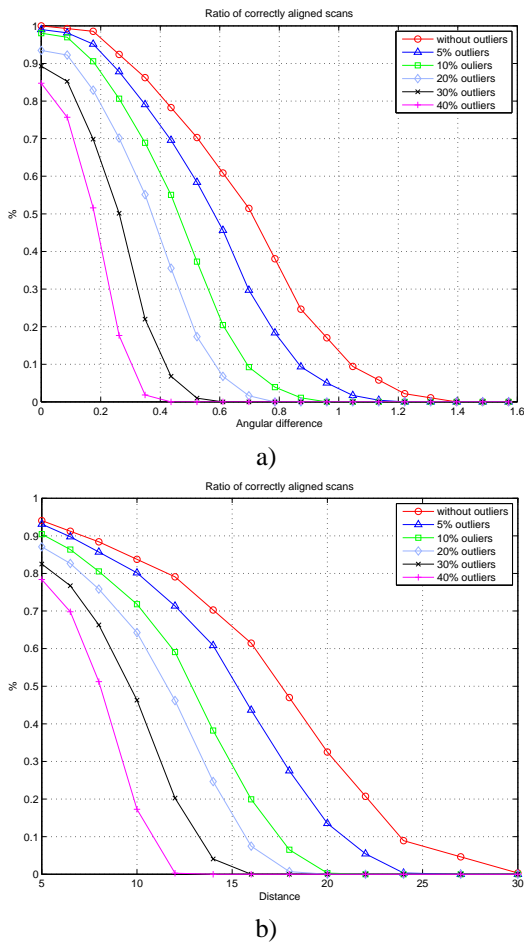 Ratio of correctly aligned scans
1
0.9
0.8
0.7
0.6
0.5
0.4
0.3
0.2
0.1
0
%
without outliers
5% outliers
10% outliers
20% outliers
30% outliers
40% outliers
0 0.2 0.4 0.6 0.8 1 1.2 1.4 1.6
Angular difference
a)
Ratio of correctly aligned scans
1
0.9
0.8
0.7
0.6
0.5
0.4
0.3
0.2
0.1
0
%
without outliers
5% outliers
10% outliers
20% outliers
30% outliers
40% outliers
5 10 15 20 25 30
Distance
b)